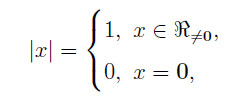 |x| = { 1, x ∈ ℜ≠0,
0, x = 0,